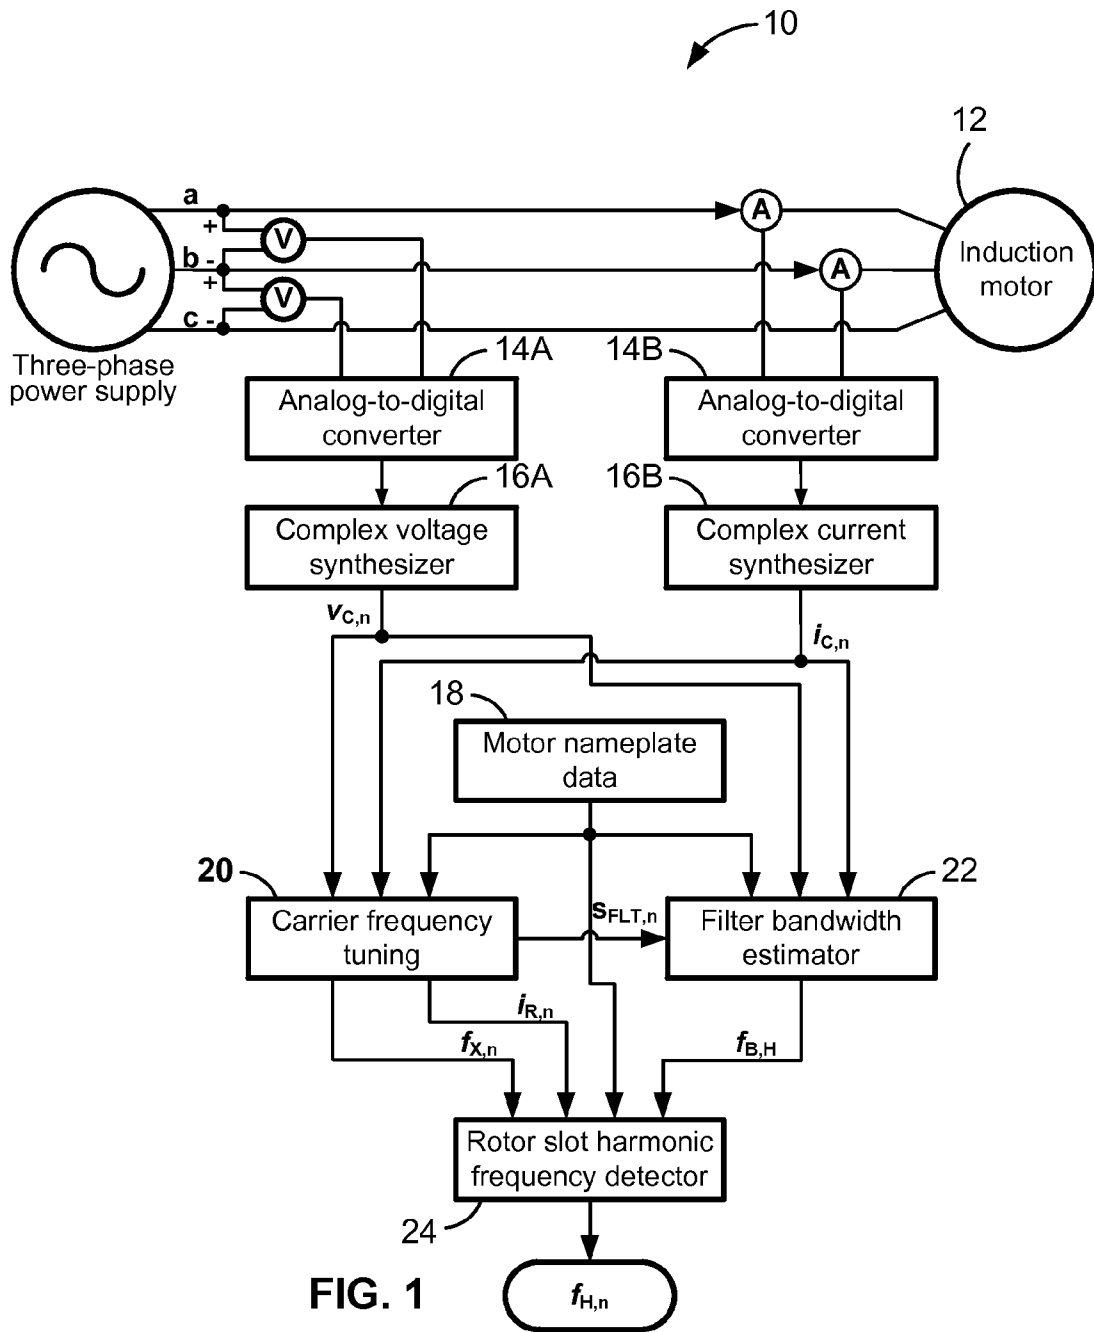 10
12
a
+
V
b -
+
V
c -
A
A
Induction
motor
Three-phase
power supply
14A
14B
Analog-to-digital
converter
Analog-to-digital
converter
16A
16B
Complex voltage
synthesizer
Complex current
synthesizer
vC,n
iC,n
18
Motor nameplate
data
20
22
Carrier frequency
tuning
sFLT,n
Filter bandwidth
estimator
iR,n
fX,n
fB,H
Rotor slot harmonic
frequency detector
24
FIG. 1
fH,n